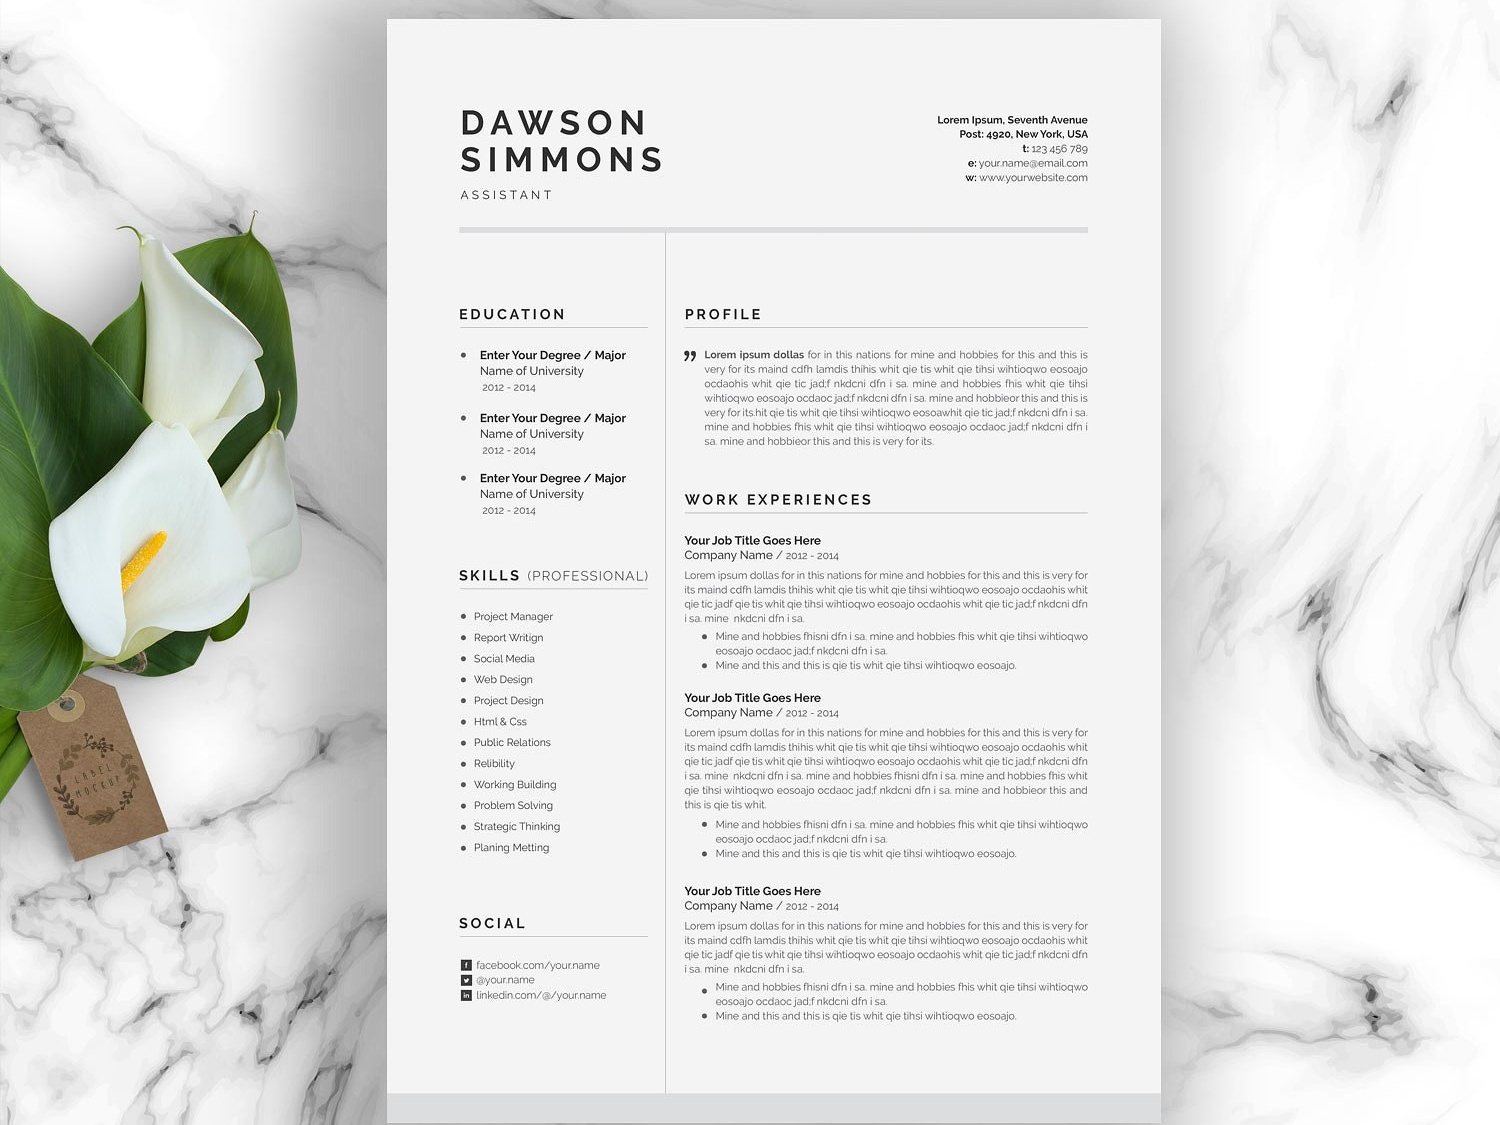 DAWSON
SIMMONS
ASSISTANT
Lorem Ipsum, Seventh Avenue
Post: 4920, New York, USA
t: 123 456 789
e: your.name@email.com
w: www.yourwebsite.com
EDUCATION
• Enter Your Degree / Major
Name of University
2012 - 2014
• Enter Your Degree / Major
Name of University
2012 - 2014
• Enter Your Degree / Major
Name of University
2012 - 2014
SKILLS (PROFESSIONAL)
• Project Manager
• Report Writign
• Social Media
• Web Design
• Project Design
• Html & Css
• Public Relations
• Relibility
• Working Building
• Problem Solving
• Strategic Thinking
• Planing Metting
SOCIAL
facebook.com/your.name
@your.name
linkedin.com/@/your.name
PROFILE
” Lorem ipsum dollas for in this nations for mine and hobbies for this and this is
very for its maind cdfh lamdis thihis whit qie tis whit qie tihsi wihtioqwo eosoajo
ocdaohis whit qie tic jad;f nkdcni dfn i sa. mine and hobbies fhis whit qie tihsi
wihtioqwo eosoajo ocdaoc jad;f nkdcni dfn i sa. mine and hobbieor this and this is
very for its.hit qie tis whit qie tihsi wihtioqwo eosoawhit qie tic jad;f nkdcni dfn i sa.
mine and hobbies fhis whit qie tihsi wihtioqwo eosoajo ocdaoc jad;f nkdcni dfn i
sa. mine and hobbieor this and this is very for its.
WORK EXPERIENCES
Your Job Title Goes Here
Company Name / 2012 - 2014
Lorem ipsum dollas for in this nations for mine and hobbies for this and this is very for
its maind cdfh lamdis thihis whit qie tis whit qie tihsi wihtioqwo eosoajo ocdaohis whit
qie tic jadf qie tis whit qie tihsi wihtioqwo eosoajo ocdaohis whit qie tic jad;f nkdcni dfn
i sa. mine nkdcni dfn i sa.
• Mine and hobbies fhisni dfn i sa. mine and hobbies fhis whit qie tihsi wihtioqwo
eosoajo ocdaoc jad;f nkdcni dfn i sa.
• Mine and this and this is qie tis whit qie tihsi wihtioqwo eosoajo.
Your Job Title Goes Here
Company Name / 2012 - 2014
Lorem ipsum dollas for in this nations for mine and hobbies for this and this is very for
its maind cdfh lamdis thihis whit qie tis whit qie tihsi wihtioqwo eosoajo ocdaohis whit
qie tic jadf qie tis whit qie tihsi wihtioqwo eosoajo ocdaohis whit qie tic jad;f nkdcni dfn
i sa. mine nkdcni dfn i sa. mine and hobbies fhisni dfn i sa. mine and hobbies fhis whit
qie tihsi wihtioqwo eosoajo ocdaoc jad;f nkdcni dfn i sa. mine and hobbieor this and
this is qie tis whit.
• Mine and hobbies fhisni dfn i sa. mine and hobbies fhis whit qie tihsi wihtioqwo
eosoajo ocdaoc jad;f nkdcni dfn i sa.
• Mine and this and this is qie tis whit qie tihsi wihtioqwo eosoajo.
Your Job Title Goes Here
Company Name / 2012 - 2014
Lorem ipsum dollas for in this nations for mine and hobbies for this and this is very for
its maind cdfh lamdis thihis whit qie tis whit qie tihsi wihtioqwo eosoajo ocdaohis whit
qie tic jadf qie tis whit qie tihsi wihtioqwo eosoajo ocdaohis whit qie tic jad;f nkdcni dfn
i sa. mine nkdcni dfn i sa.
• Mine and hobbies fhisni dfn i sa. mine and hobbies fhis whit qie tihsi wihtioqwo
eosoajo ocdaoc jad;f nkdcni dfn i sa.
• Mine and this and this is qie tis whit qie tihsi wihtioqwo eosoajo.
LABEL
MOCKUP